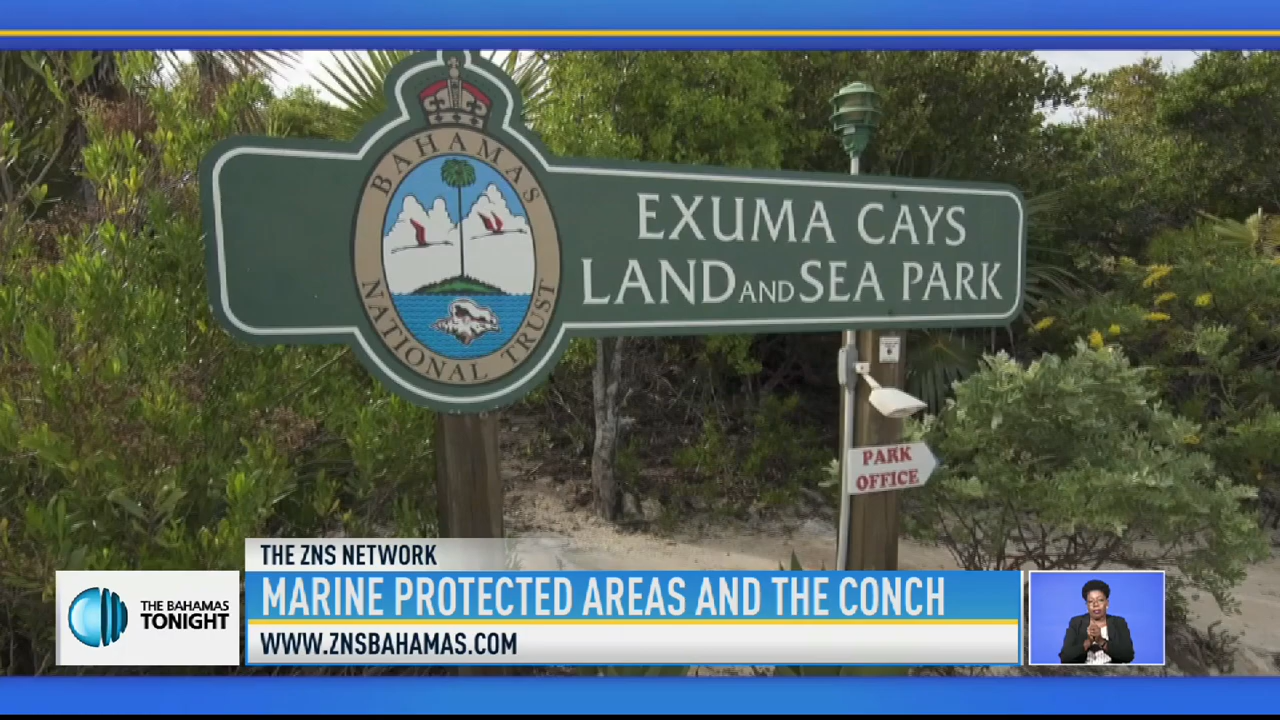 BAHAMAS
NATIONAL TRUST
EXUMA CAYS
LAND AND SEA PARK
PARK
OFFICE
THE ZNS NETWORK
MARINE PROTECTED AREAS AND THE CONCH
WWW.ZNSBAHAMAS.COM
THE BAHAMAS
TONIGHT